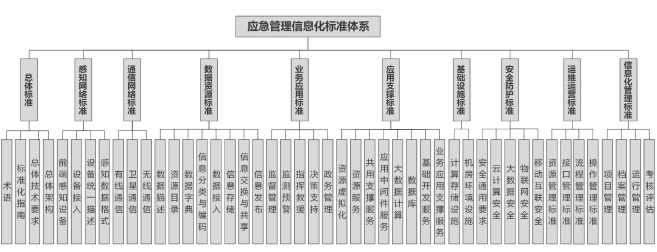 应急管理信息化标准体系
总体标准
感知网络标准
通信网络标准
数据资源标准
业务应用标准
应用支撑标准
基础设施标准
安全防护标准
运维运营标准
信息化管理标准
术语
标准化指南
总体技术要求
总体架构
前端感知设备
设备接入
设备统一描述
感知数据格式
有线通信
卫星通信
无线通信
数据描述
资源目录
数据字典
信息分类与编码
数据接入
信息存储
信息交换与共享
信息发布
监督管理
监测预警
指挥救援
决策支持
政务管理
资源虚拟化
资源服务
共用支撑服务
应用中间件服务
大数据计算
数据库
基础开发服务
业务应用支撑服务
计算存储设施
机房环境设施
安全通用要求
云计算安全
大数据安全
物联网安全
移动互联安全
资源管理标准
接口管理标准
流程管理标准
操作管理标准
项目管理
档案管理
运行管理
考核评估